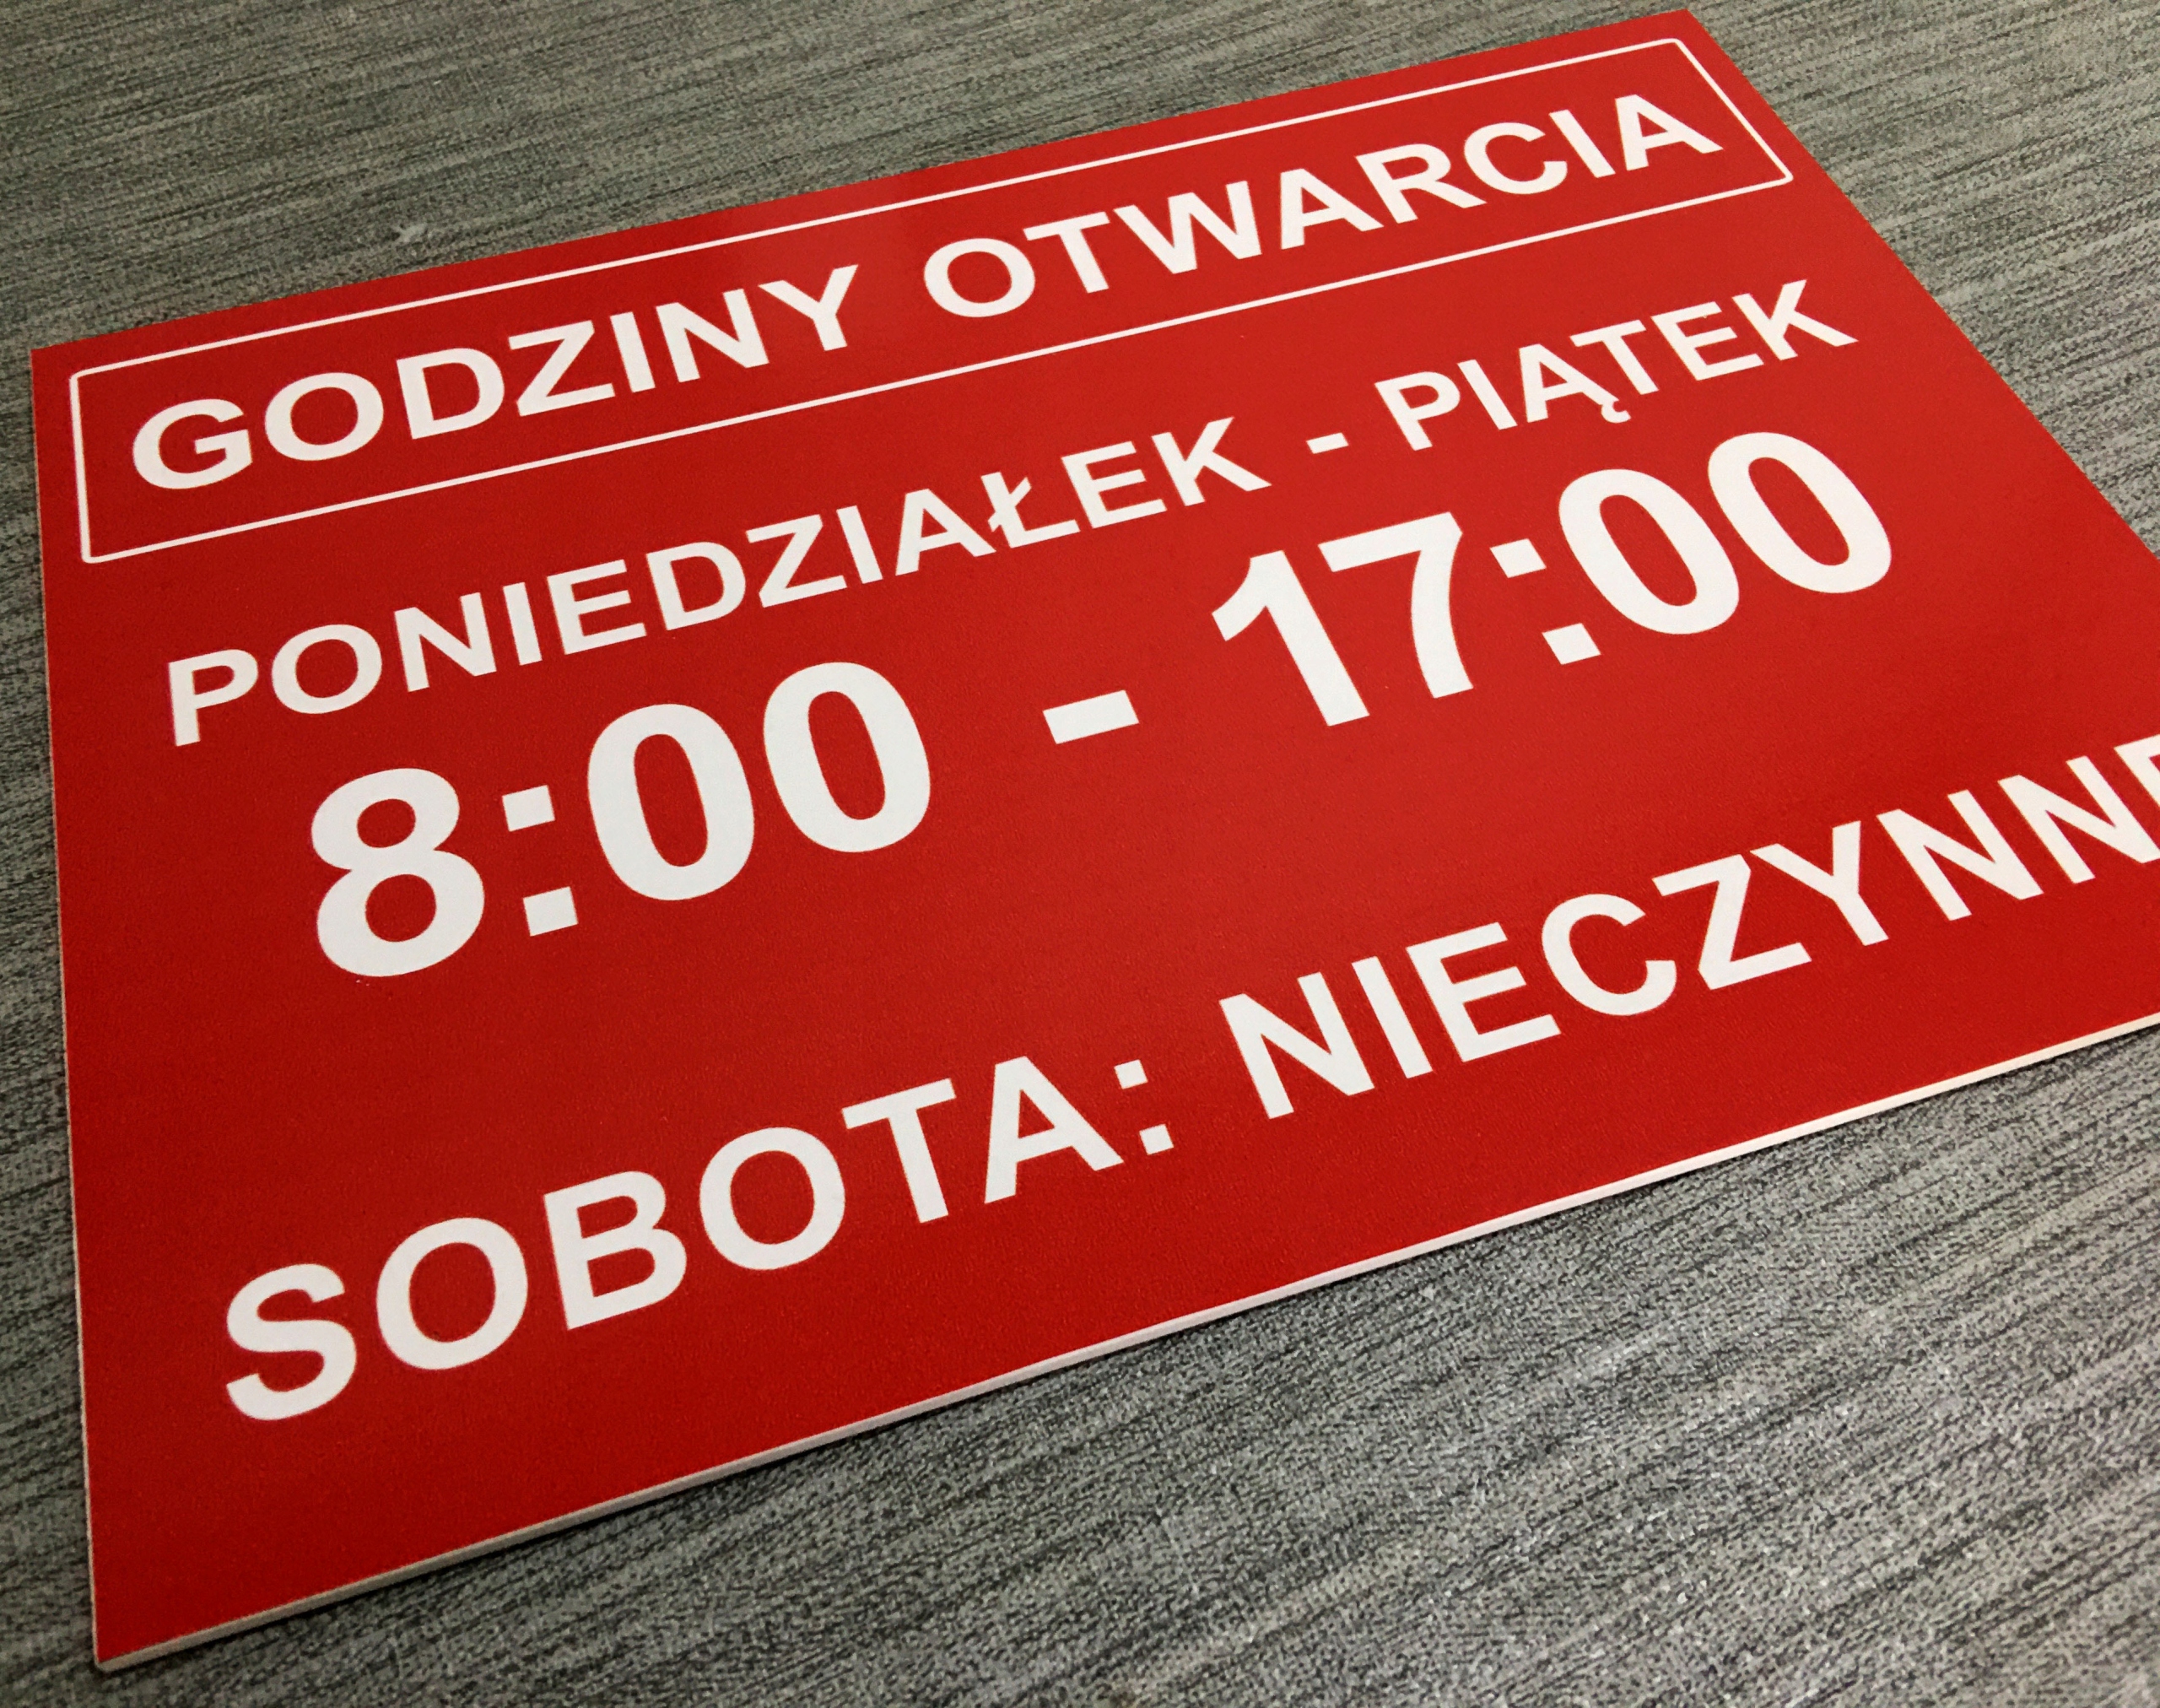 GODZINY OTWARCIA
PONIEDZIAŁEK - PIĄTEK
8:00 - 17:00
SOBOTA: NIECZYNNE